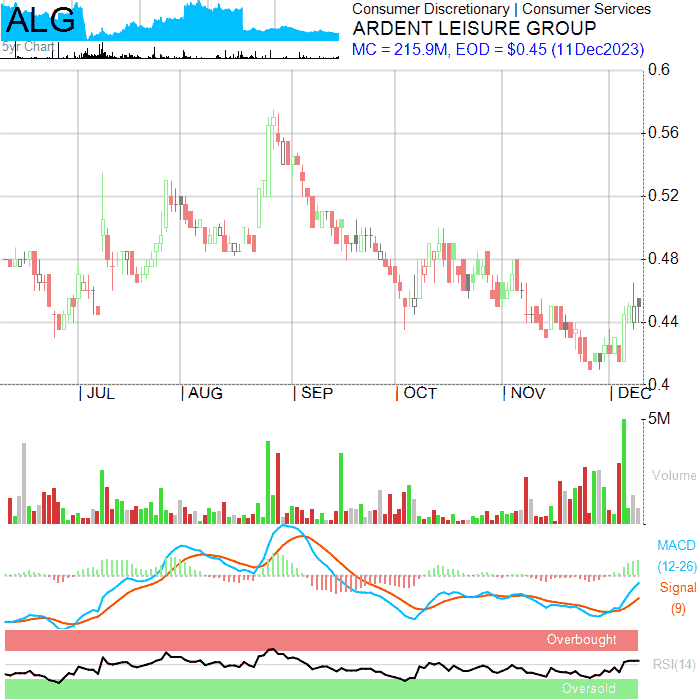 ALG
5yr Chart
Consumer Discretionary | Consumer Services
ARDENT LEISURE GROUP
MC = 215.9M, EOD = $0.45 (11Dec2023)
0.6
0.56
0.52
0.48
0.44
0.4
JUL AUG SEP OCT NOV DEC
5M
Volume
MACD
(12-26)
Signal
(9)
Overbought
RSI(14)
Oversold